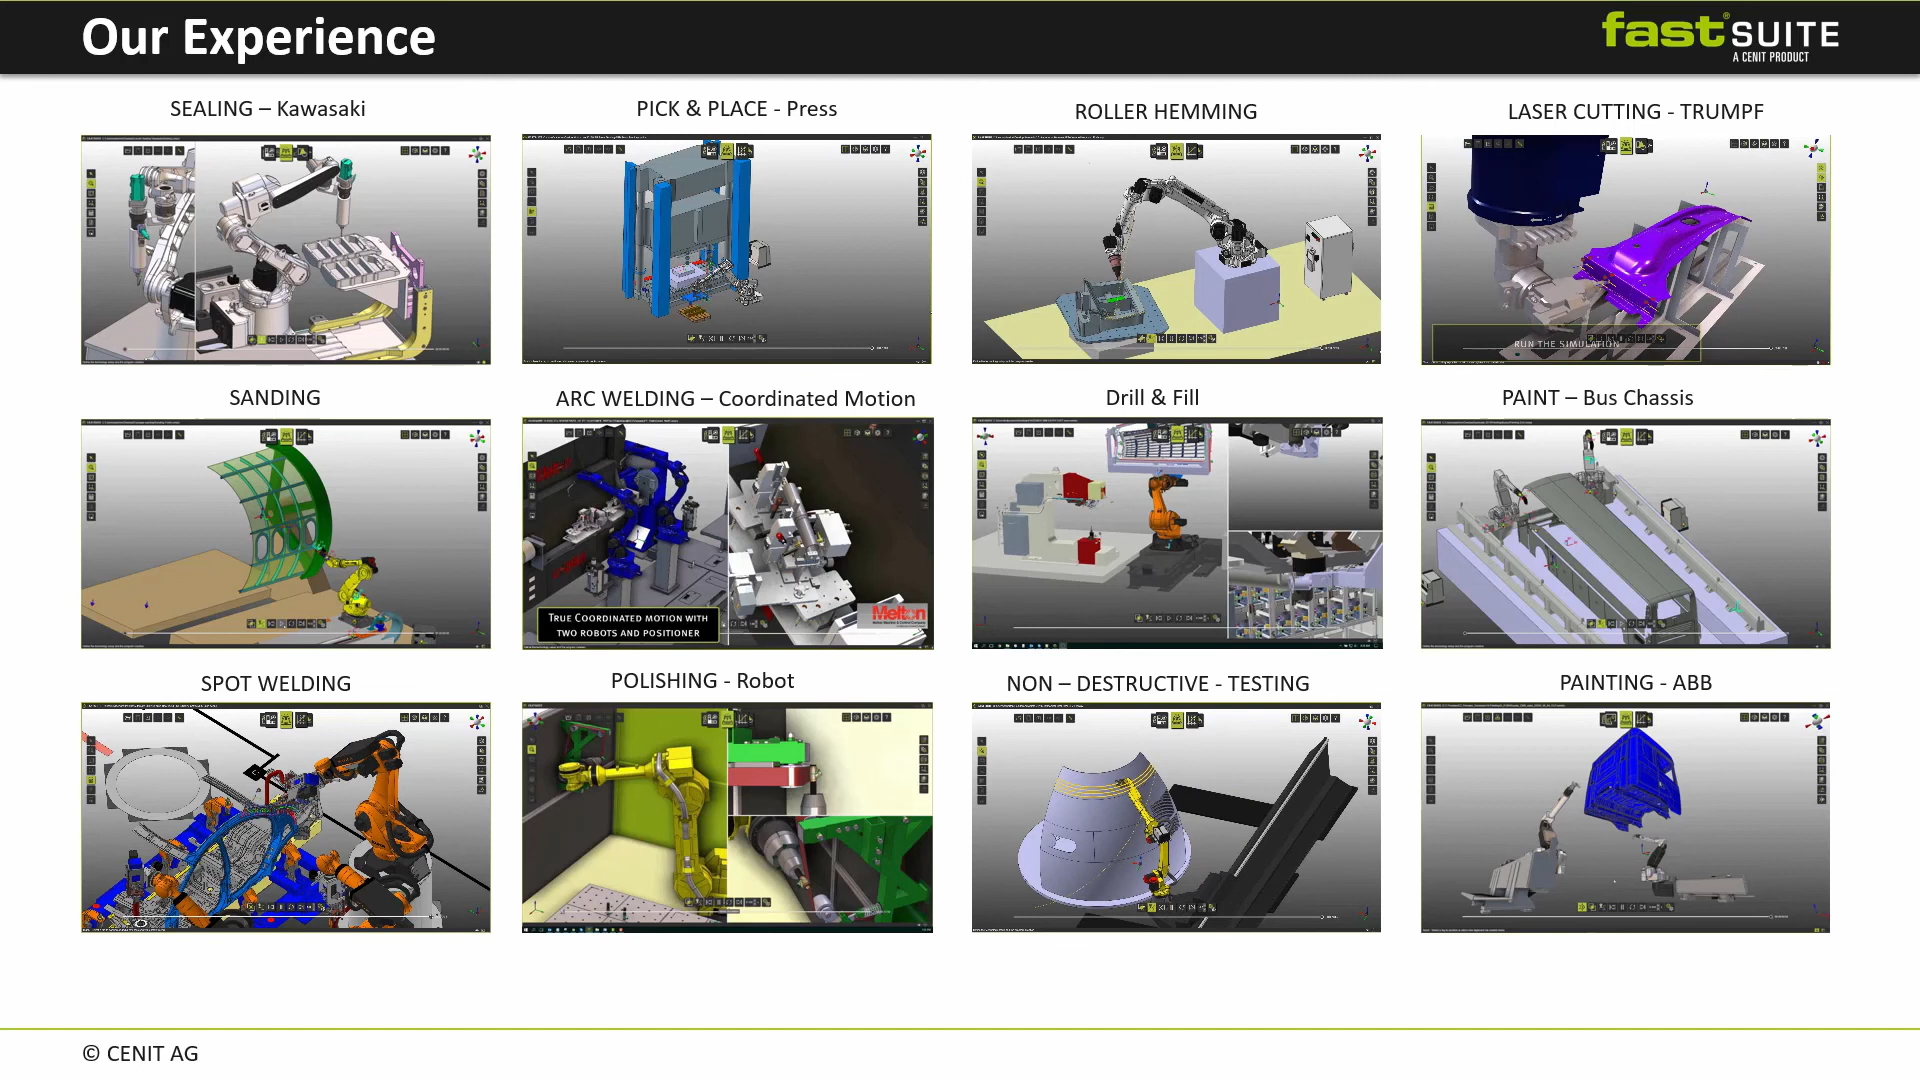 Our Experience
fast® SUITE
A CENIT PRODUCT
SEALING – Kawasaki
PICK & PLACE - Press
ROLLER HEMMING
LASER CUTTING - TRUMPF
RUN THE SIMULATION
SANDING
ARC WELDING – Coordinated Motion
Drill & Fill
PAINT – Bus Chassis
TRUE COORDINATED MOTION WITH
TWO ROBOTS AND POSITIONER
Melton
SPOT WELDING
POLISHING - Robot
NON – DESTRUCTIVE - TESTING
PAINTING - ABB
© CENIT AG